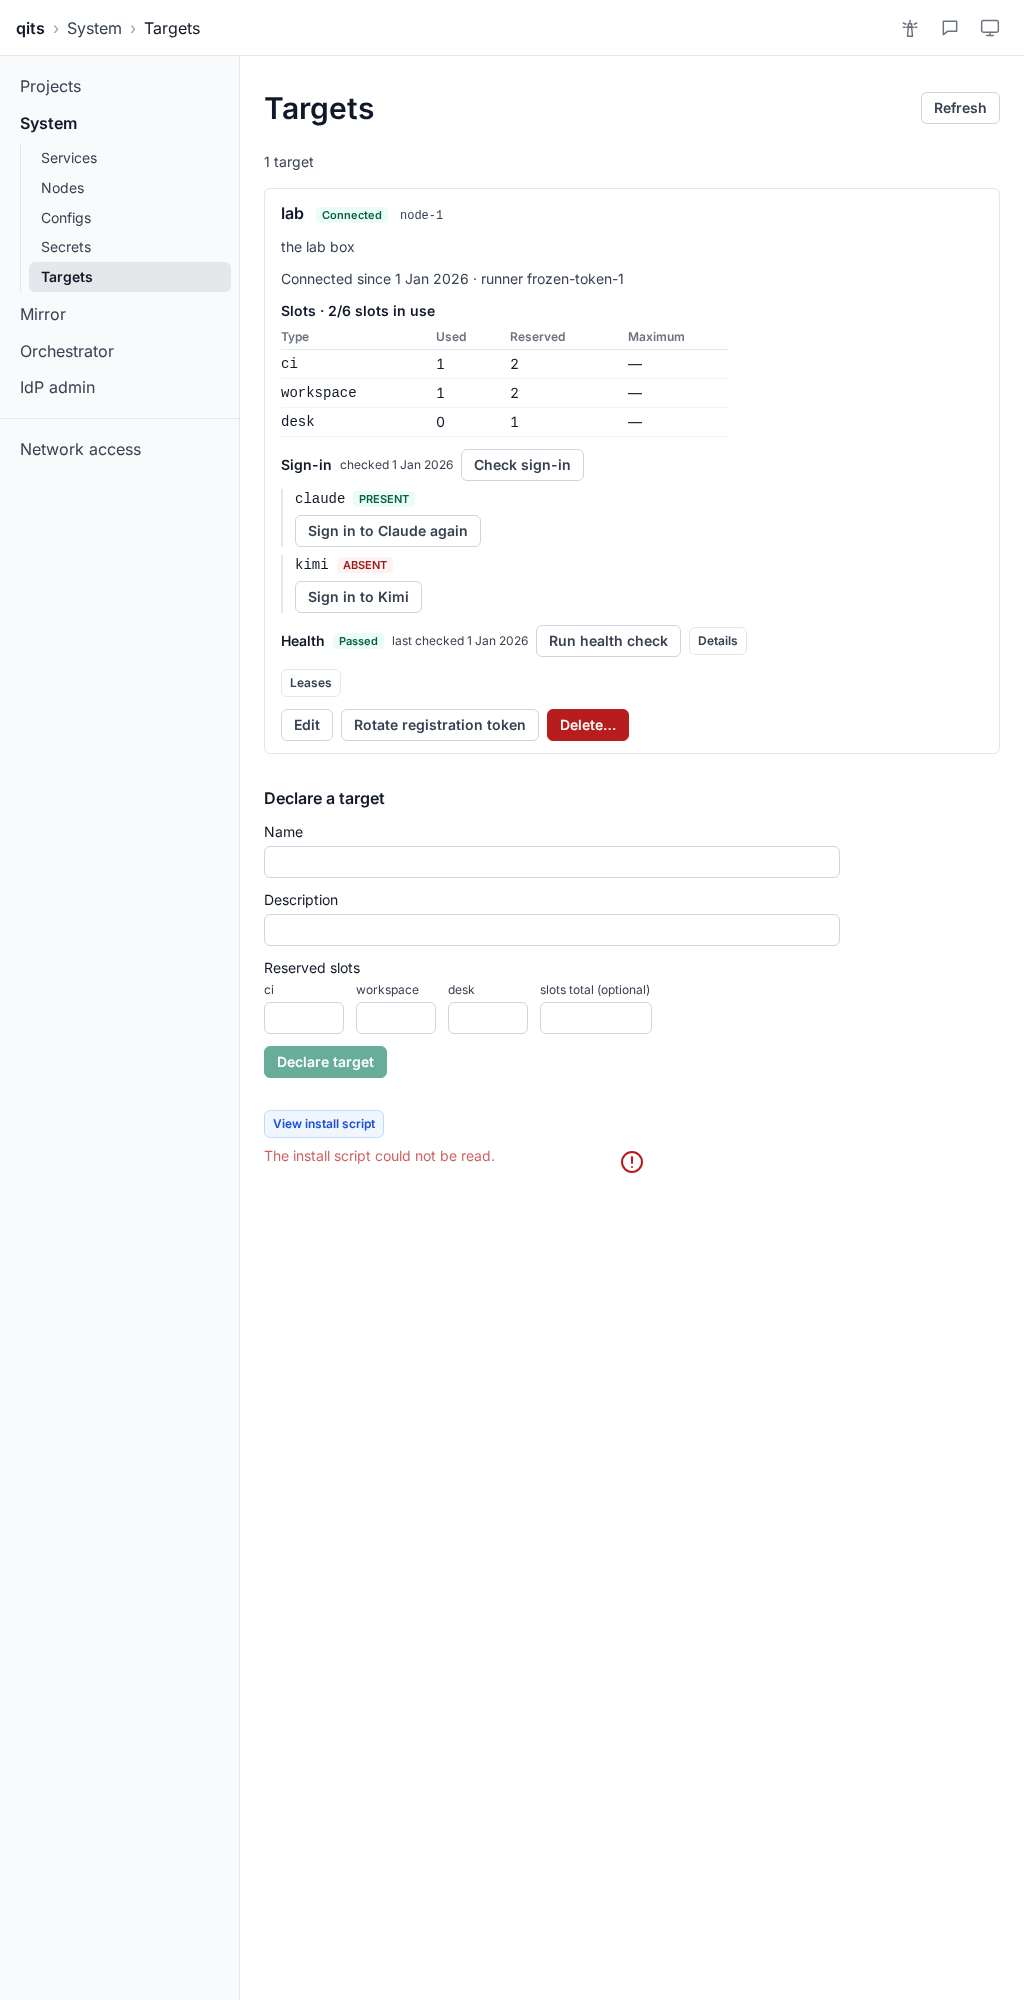 qits › System › Targets
Projects
System
Services
Nodes
Configs
Secrets
Targets
Mirror
Orchestrator
IdP admin
Network access
Targets
Refresh
1 target
lab Connected node-1
the lab box
Connected since 1 Jan 2026 · runner frozen-token-1
Slots · 2/6 slots in use
Type Used Reserved Maximum
ci 1 2 —
workspace 1 2 —
desk 0 1 —
Sign-in checked 1 Jan 2026 Check sign-in
claude PRESENT
Sign in to Claude again
kimi ABSENT
Sign in to Kimi
Health Passed last checked 1 Jan 2026 Run health check Details
Leases
Edit Rotate registration token Delete...
Declare a target
Name
Description
Reserved slots
ci workspace desk slots total (optional)
Declare target
View install script
The install script could not be read.